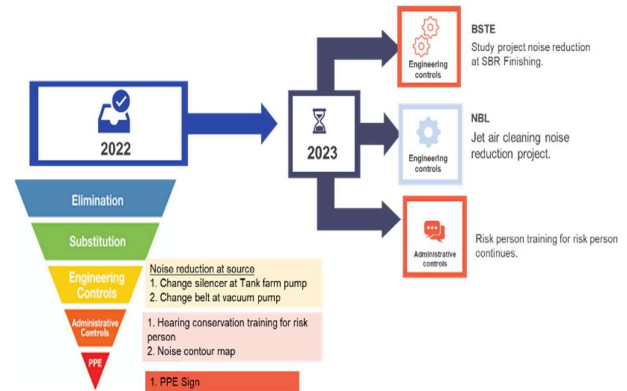 BSTE
Study project noise reduction
at SBR Finishing.
Engineering
controls
2022
2023
NBL
Jet air cleaning noise
reduction project.
Engineering
controls
Risk person training for risk person
continues.
Administrative
controls
Elimination
Substitution
Engineering
Controls
Noise reduction at source
1. Change silencer at Tank farm pump
2. Change belt at vacuum pump
Administrative
Controls
1. Hearing conservation training for risk
person
2. Noise contour map
PPE
1. PPE Sign